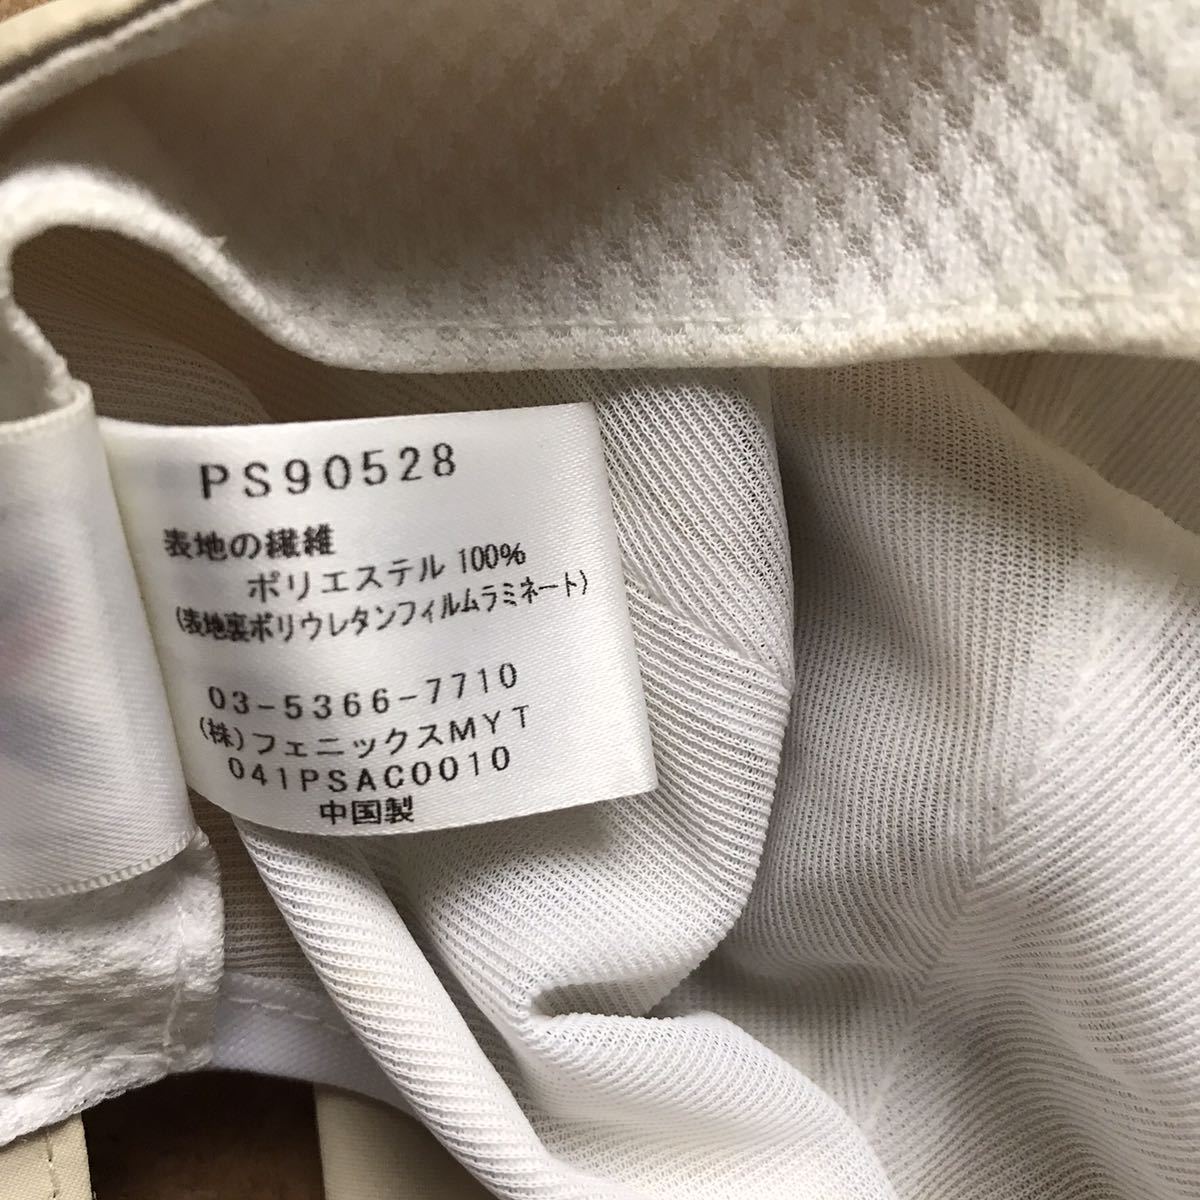 PS90528
表地の繊維
ポリエステル 100%
(表地裏ポリウレタンフィルムラミネート)
03-5366-7710
(株)フェニックスMYT
041PSAC0010
中国製